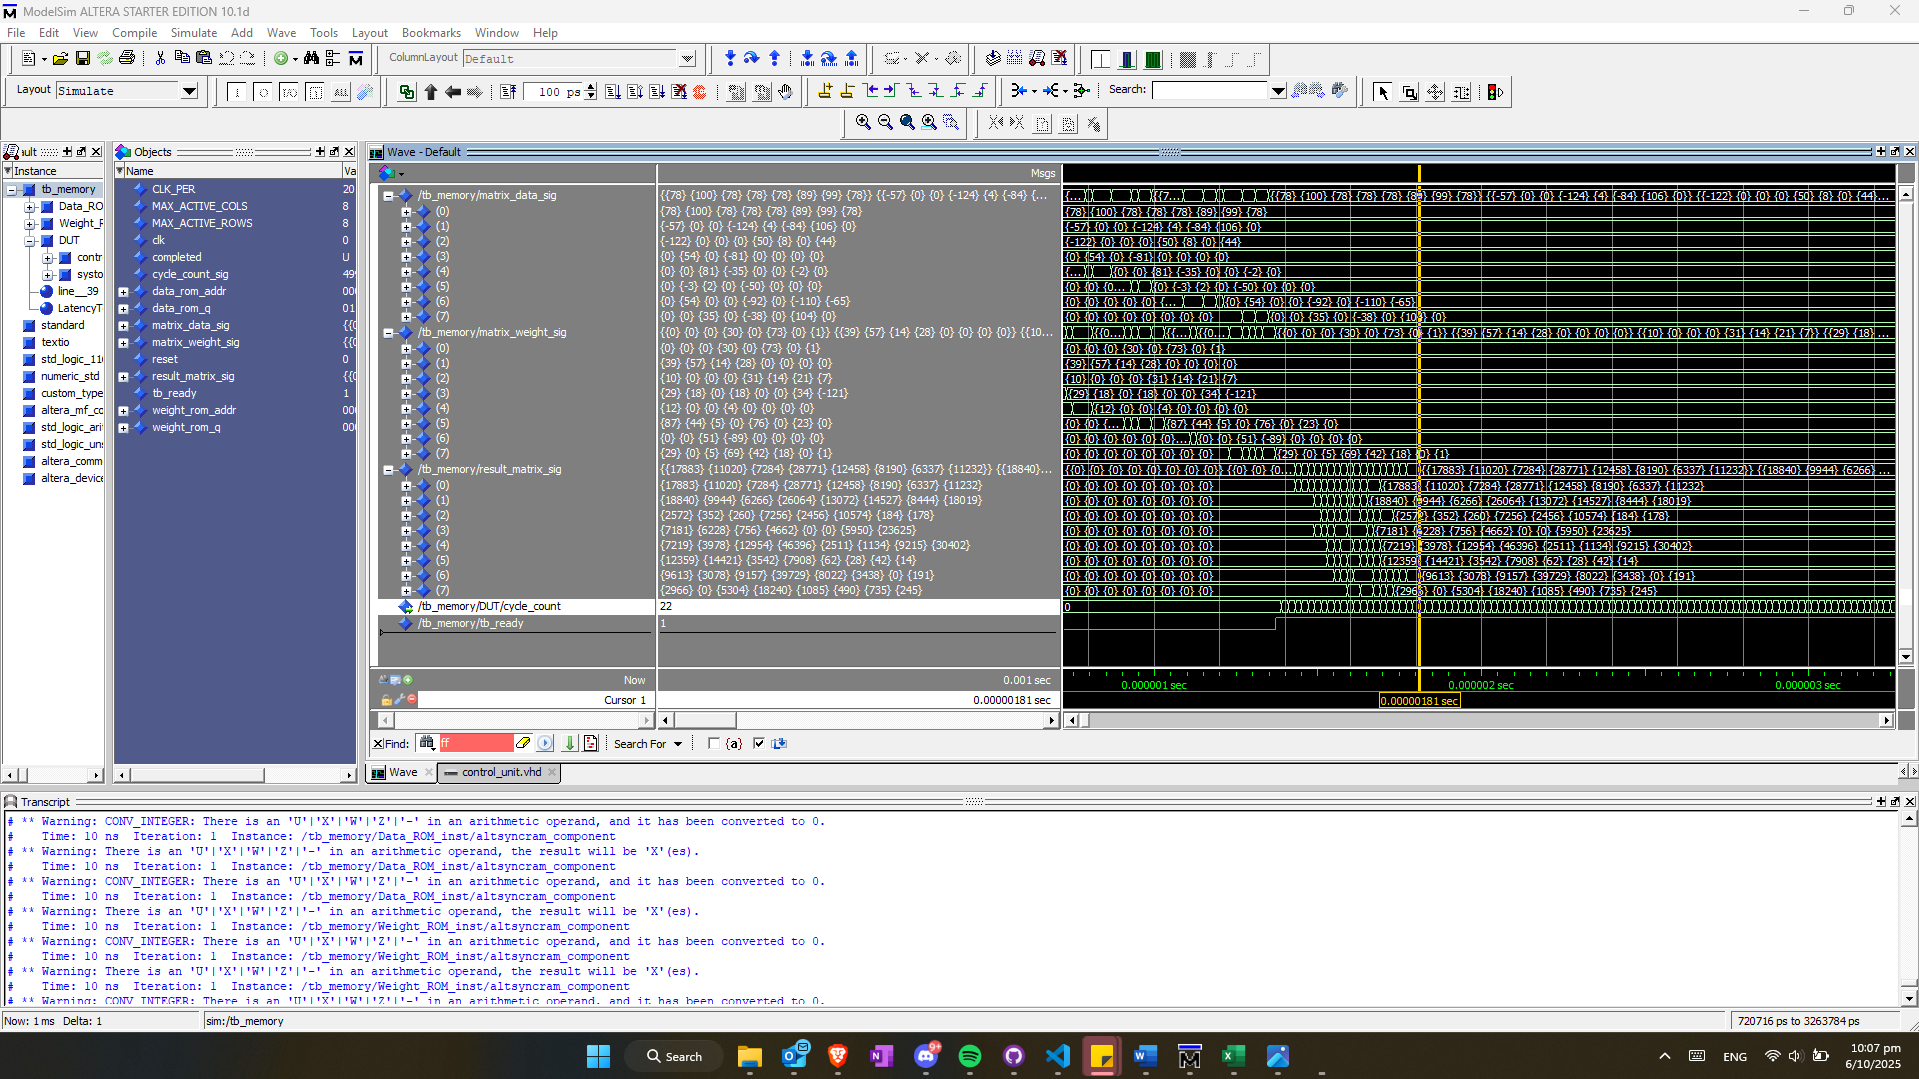 ModelSim ALTERA STARTER EDITION 10.1d
File Edit View Compile Simulate Add Wave Tools Layout Bookmarks Window Help
ColumnLayout Default
Layout Simulate
100 ps
Search:
ault
Instance
tb_memory
Data_RO
Weight_R
DUT
contr
systo
line__39
LatencyT
standard
textio
std_logic_116
numeric_std
custom_type
altera_mf_co
std_logic_arit
std_logic_uns
altera_comm
altera_device
Objects
Name Va
CLK_PER 20
MAX_ACTIVE_COLS 8
MAX_ACTIVE_ROWS 8
clk 0
completed U
cycle_count_sig 499
data_rom_addr 000
data_rom_q 01
matrix_data_sig {{0
matrix_weight_sig {{0
reset 0
result_matrix_sig {{0
tb_ready 1
weight_rom_addr 000
weight_rom_q 000
Wave - Default
Msgs
/tb_memory/matrix_data_sig {{78} {100} {78} {78} {78} {89} {99} {78}} {{-57} {0} {0} {-124} {4} {-84} {...
(0) {78} {100} {78} {78} {78} {89} {99} {78}
(1) {-57} {0} {0} {-124} {4} {-84} {106} {0}
(2) {-122} {0} {0} {0} {50} {8} {0} {44}
(3) {0} {54} {0} {-81} {0} {0} {0} {0}
(4) {0} {0} {81} {-35} {0} {0} {-2} {0}
(5) {0} {-3} {2} {0} {-50} {0} {0} {0}
(6) {0} {54} {0} {0} {-92} {0} {-110} {-65}
(7) {0} {0} {35} {0} {-38} {0} {104} {0}
/tb_memory/matrix_weight_sig {{0} {0} {0} {30} {0} {73} {0} {1}} {{39} {57} {14} {28} {0} {0} {0} {0}} {{10...
(0) {0} {0} {0} {30} {0} {73} {0} {1}
(1) {39} {57} {14} {28} {0} {0} {0} {0}
(2) {10} {0} {0} {0} {31} {14} {21} {7}
(3) {29} {18} {0} {18} {0} {0} {34} {-121}
(4) {12} {0} {0} {4} {0} {0} {0} {0}
(5) {87} {44} {5} {0} {76} {0} {23} {0}
(6) {0} {0} {51} {-89} {0} {0} {0} {0}
(7) {29} {0} {5} {69} {42} {18} {0} {1}
/tb_memory/result_matrix_sig {{17883} {11020} {7284} {28771} {12458} {8190} {6337} {11232}} {{18840}...
(0) {17883} {11020} {7284} {28771} {12458} {8190} {6337} {11232}
(1) {18840} {9944} {6266} {26064} {13072} {14527} {8444} {18019}
(2) {2572} {352} {260} {7256} {2456} {10574} {184} {178}
(3) {7181} {6228} {756} {4662} {0} {0} {5950} {23625}
(4) {7219} {3978} {12954} {46396} {2511} {1134} {9215} {30402}
(5) {12359} {14421} {3542} {7908} {62} {28} {42} {14}
(6) {9613} {3078} {9157} {39729} {8022} {3438} {0} {191}
(7) {2966} {0} {5304} {18240} {1085} {490} {735} {245}
/tb_memory/DUT/cycle_count 22 0
/tb_memory/tb_ready 1
Now 0.001 sec
0.000001 sec 0.000002 sec 0.000003 sec
Cursor 1 0.00000181 sec 0.00000181 sec
Find: ff Search For {a}
Wave control_unit.vhd
Transcript
# ** Warning: CONV_INTEGER: There is an 'U'|'X'|'W'|'Z'|'-' in an arithmetic operand, and it has been converted to 0.
#    Time: 10 ns  Iteration: 1  Instance: /tb_memory/Data_ROM_inst/altsyncram_component
# ** Warning: There is an 'U'|'X'|'W'|'Z'|'-' in an arithmetic operand, the result will be 'X'(es).
#    Time: 10 ns  Iteration: 1  Instance: /tb_memory/Data_ROM_inst/altsyncram_component
# ** Warning: CONV_INTEGER: There is an 'U'|'X'|'W'|'Z'|'-' in an arithmetic operand, and it has been converted to 0.
#    Time: 10 ns  Iteration: 1  Instance: /tb_memory/Data_ROM_inst/altsyncram_component
# ** Warning: There is an 'U'|'X'|'W'|'Z'|'-' in an arithmetic operand, the result will be 'X'(es).
#    Time: 10 ns  Iteration: 1  Instance: /tb_memory/Weight_ROM_inst/altsyncram_component
# ** Warning: CONV_INTEGER: There is an 'U'|'X'|'W'|'Z'|'-' in an arithmetic operand, and it has been converted to 0.
#    Time: 10 ns  Iteration: 1  Instance: /tb_memory/Weight_ROM_inst/altsyncram_component
# ** Warning: There is an 'U'|'X'|'W'|'Z'|'-' in an arithmetic operand, the result will be 'X'(es).
#    Time: 10 ns  Iteration: 1  Instance: /tb_memory/Weight_ROM_inst/altsyncram_component
# ** Warning: CONV_INTEGER: There is an 'U'|'X'|'W'|'Z'|'-' in an arithmetic operand, and it has been converted to 0.
Now: 1 ms Delta: 1 sim:/tb_memory 720716 ps to 3263784 ps
Search
ENG
10:07 pm
6/10/2025